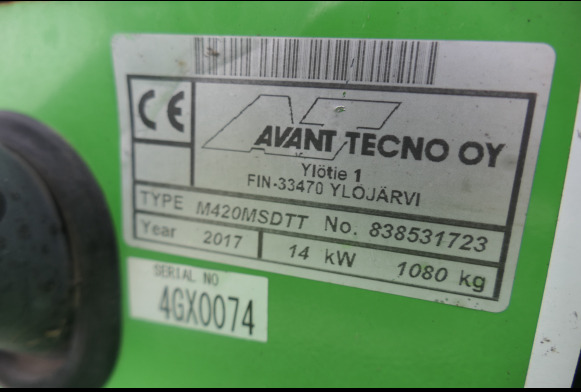 CE
AVANT TECNO OY
Ylötie 1
FIN-33470 YLÖJÄRVI
TYPE M420MSDTT No. 838531723
Year 2017 14 kW 1080 kg
SERIAL NO
4GX0074